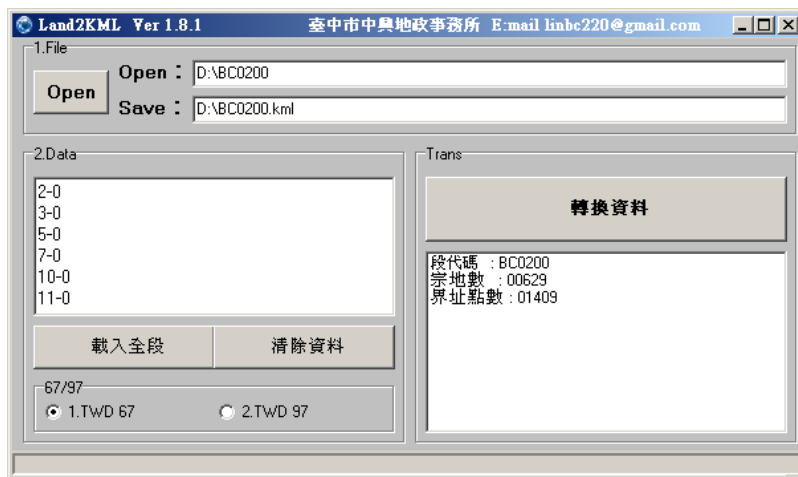 Land2KML Ver 1.8.1 臺中市中興地政事務所 E:mail linbc220@gmail.com
1.File
Open
Open：
D:\BC0200
Save：
D:\BC0200.kml
2.Data
2-0
3-0
5-0
7-0
10-0
11-0
載入全段
清除資料
67/97
1.TWD 67
2.TWD 97
Trans
轉換資料
段代碼 : BC0200
宗地數 : 00629
界址點數 : 01409